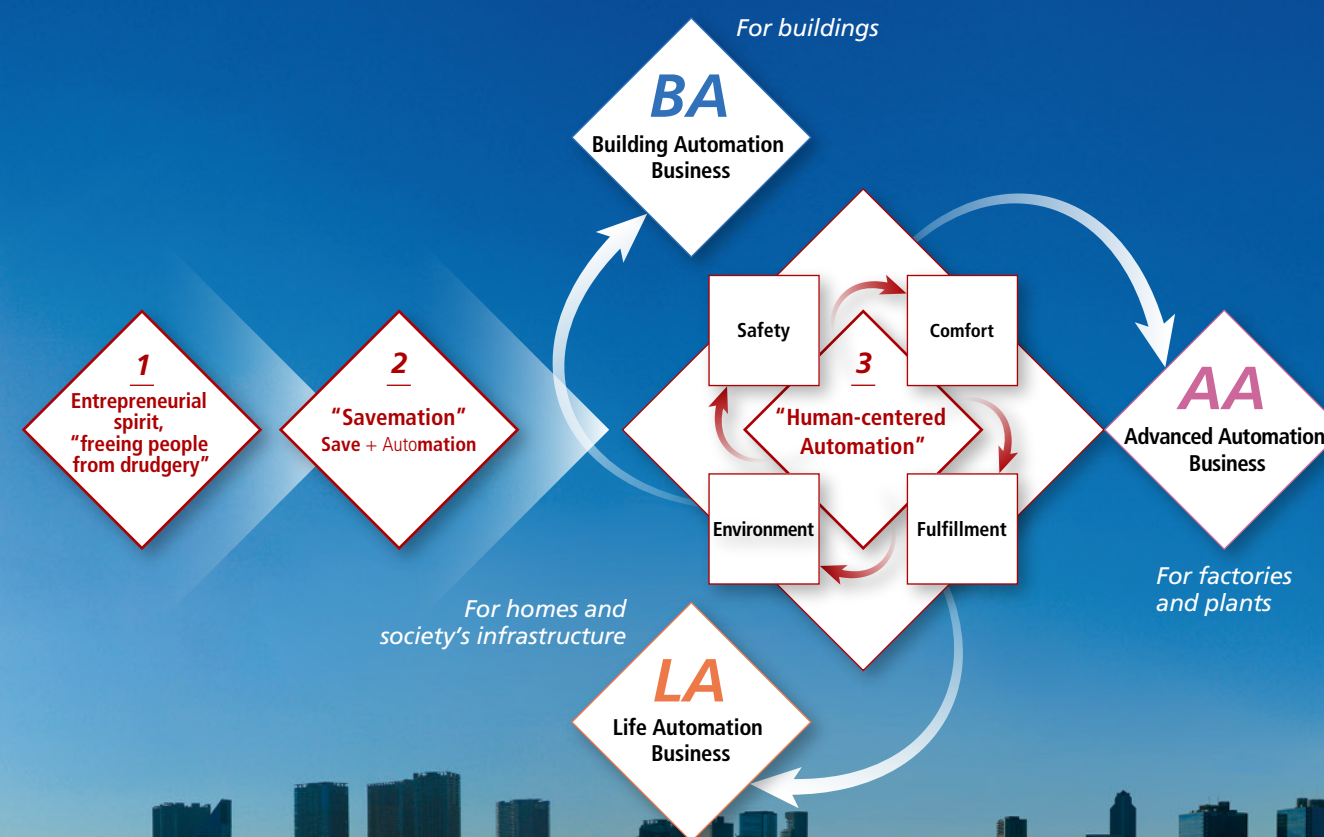 For buildings
BA
Building Automation
Business
1
Entrepreneurial
spirit,
“freeing people
from drudgery”
2
“Savemation”
Save + Automation
Safety
Comfort
3
“Human-centered
Automation”
Environment
Fulfillment
AA
Advanced Automation
Business
For factories
and plants
For homes and
society’s infrastructure
LA
Life Automation
Business